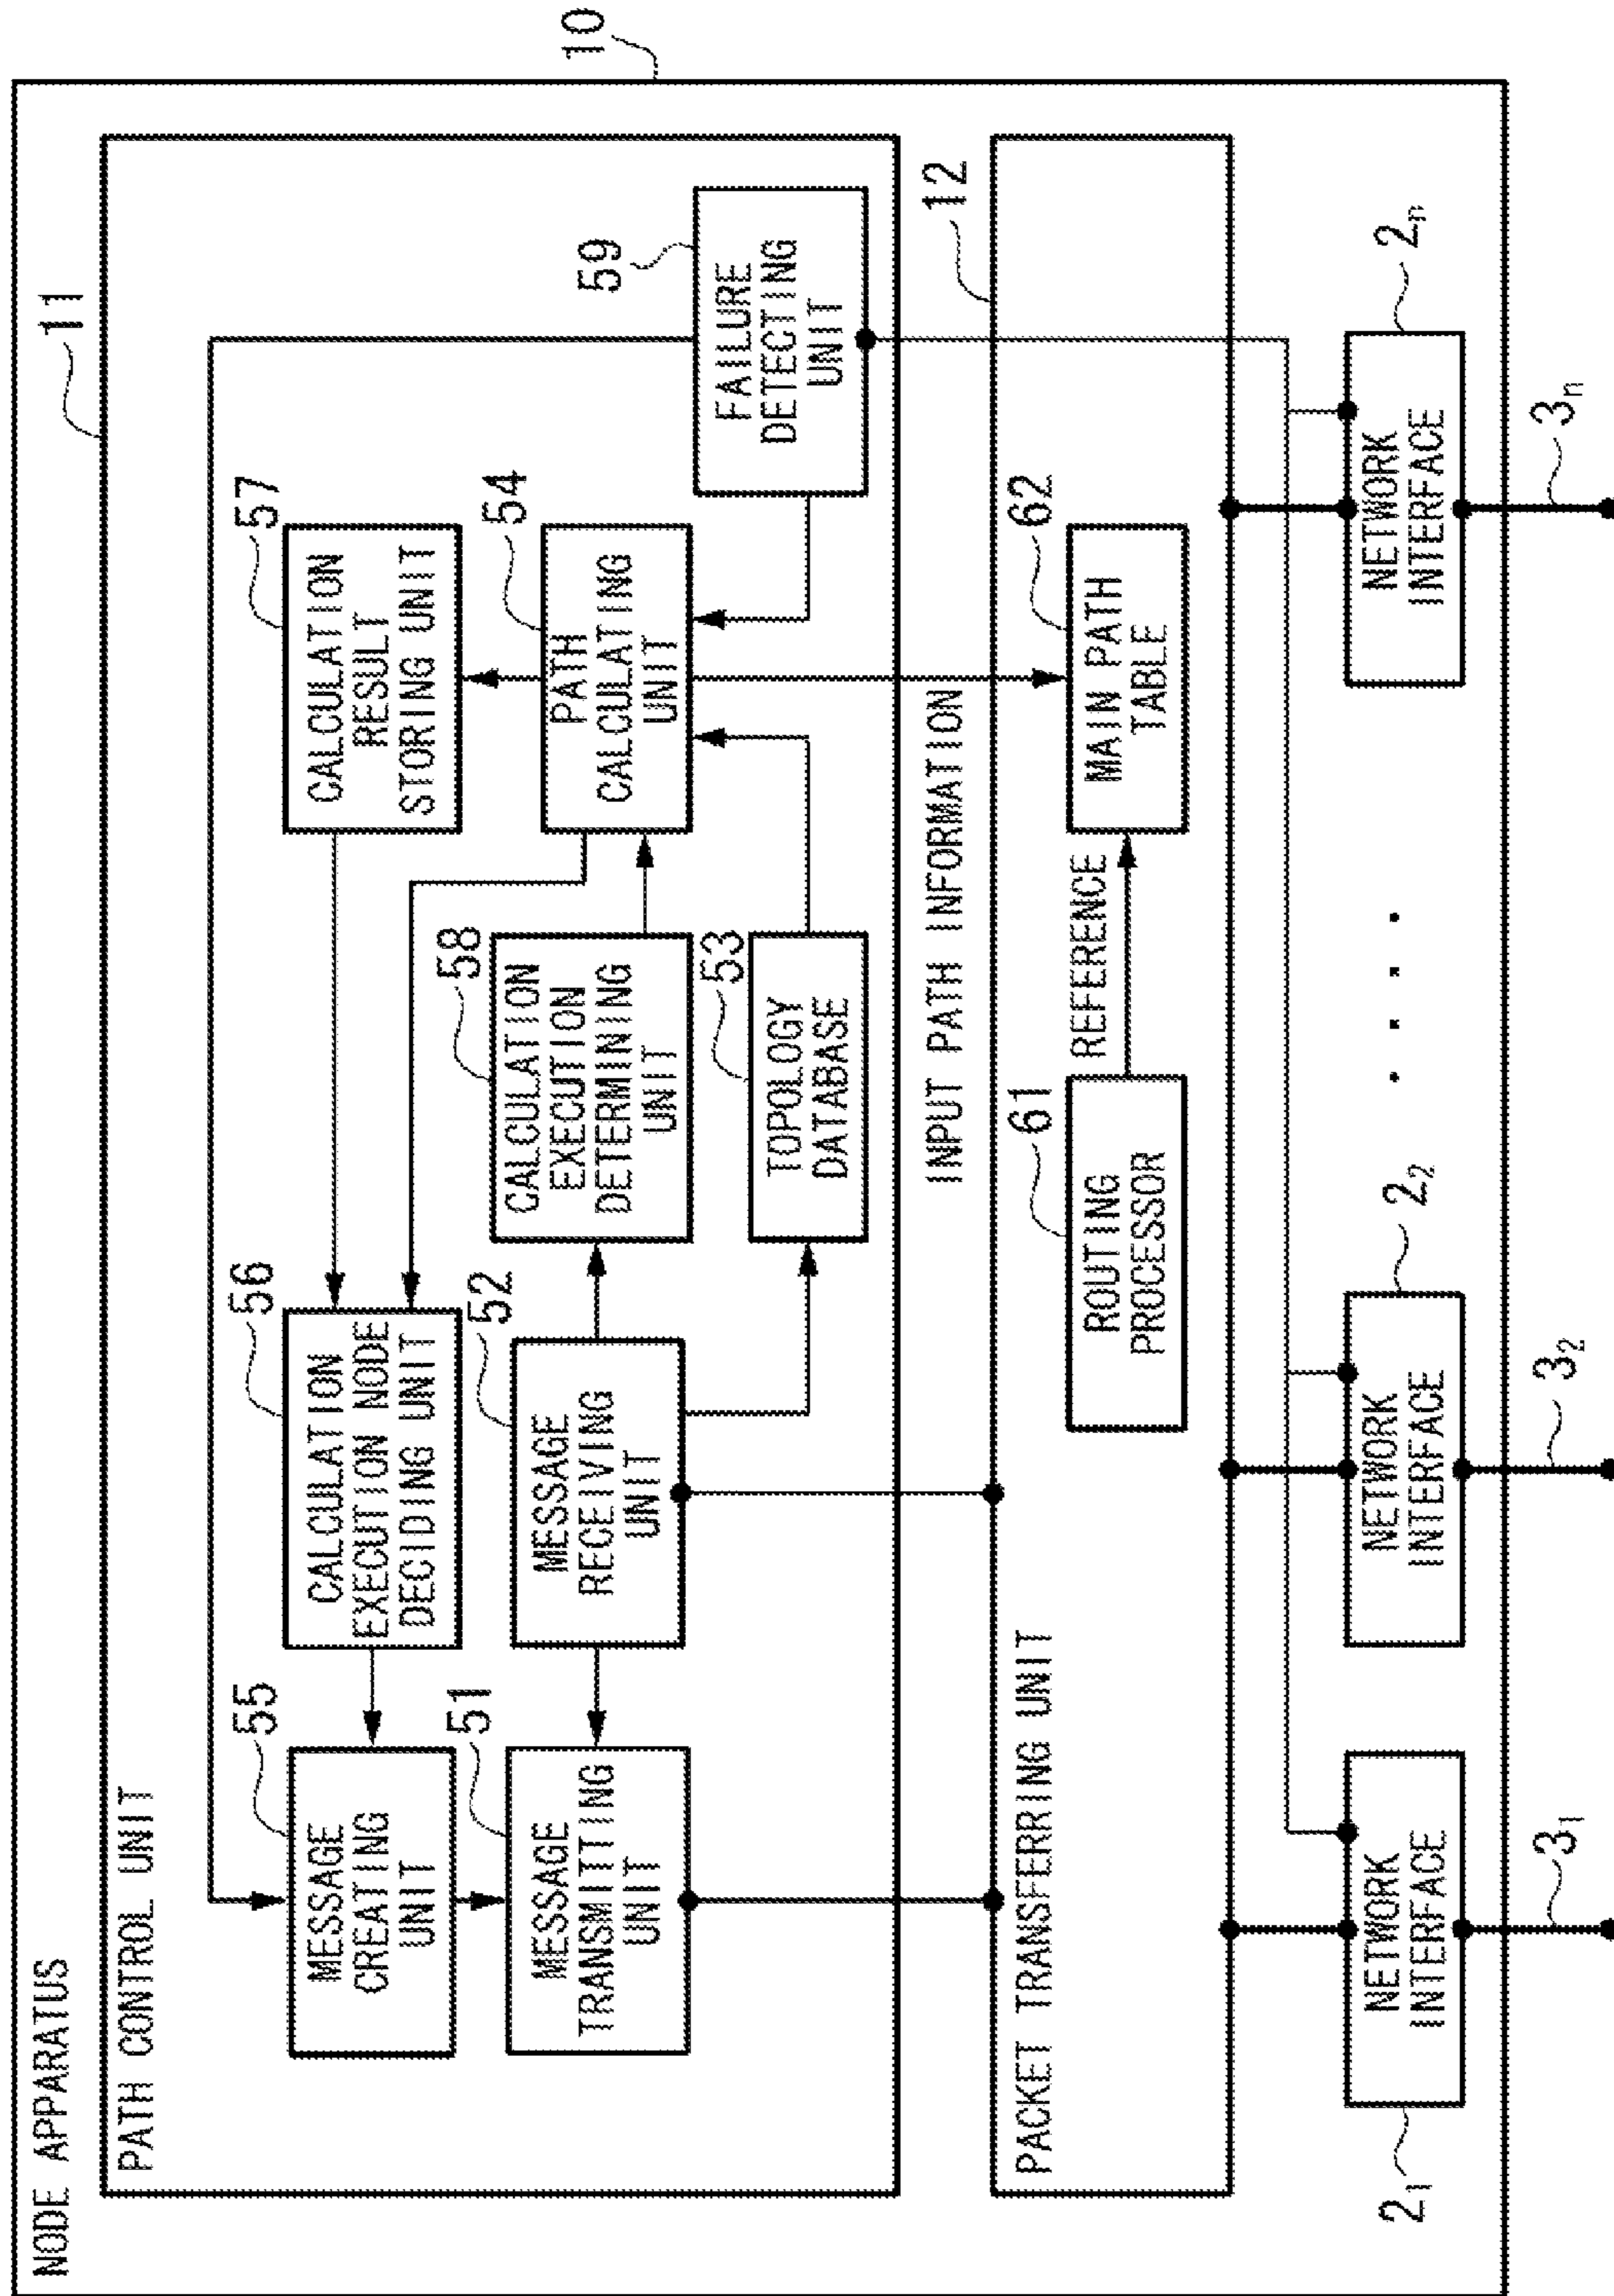 NODE APPARATUS
10
PATH CONTROL UNIT
11
MESSAGE
CREATING
UNIT
55
CALCULATION
EXECUTION NODE
DECIDING UNIT
56
CALCULATION
RESULT
STORING UNIT
57
MESSAGE
TRANSMITTING
UNIT
51
MESSAGE
RECEIVING
UNIT
52
CALCULATION
EXECUTION
DETERMINING
UNIT
58
PATH
CALCULATING
UNIT
54
FAILURE
DETECTING
UNIT
59
TOPOLOGY
DATABASE
53
INPUT PATH INFORMATION
PACKET TRANSFERRING UNIT
12
ROUTING
PROCESSOR
61
REFERENCE
MAIN PATH
TABLE
62
NETWORK
INTERFACE
2₁
NETWORK
INTERFACE
2₂
. . . .
NETWORK
INTERFACE
2ₙ
3₁
3₂
3ₙ